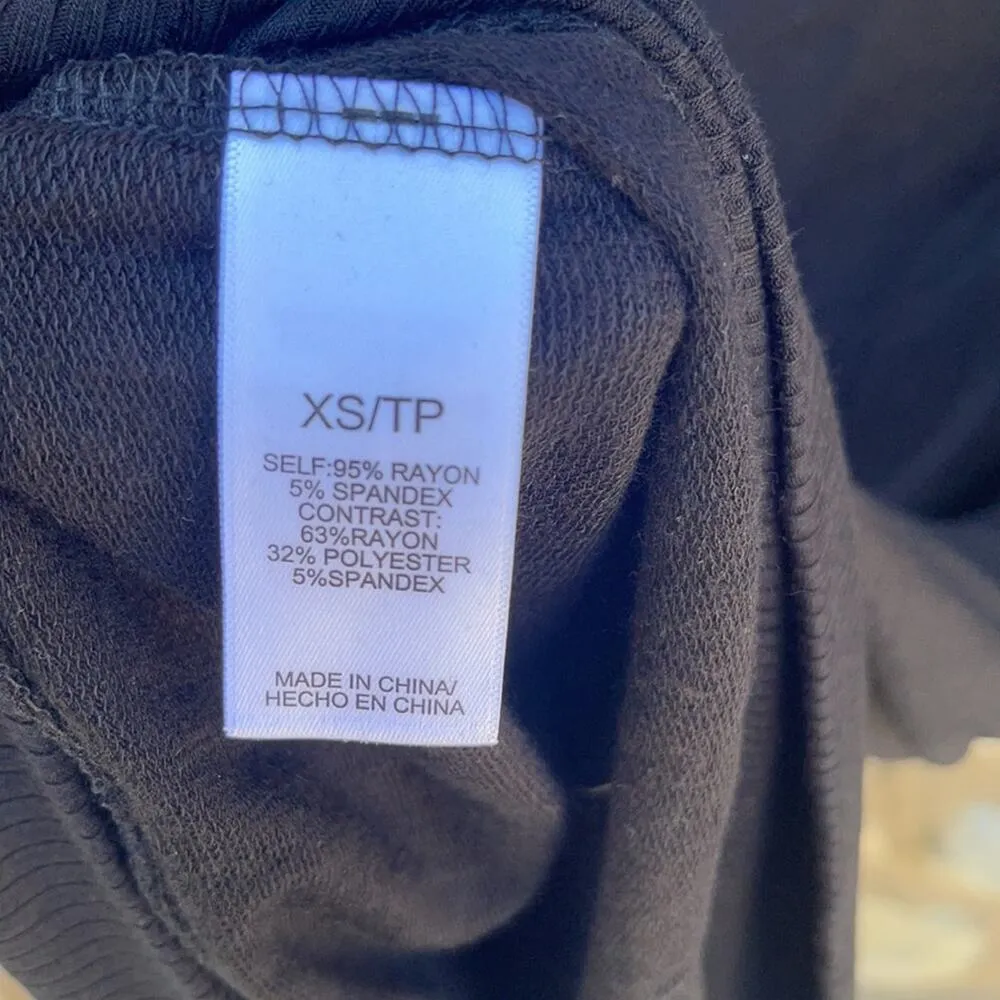 XS/TP
SELF:95% RAYON
5% SPANDEX
CONTRAST:
63%RAYON
32% POLYESTER
5%SPANDEX
MADE IN CHINA/
HECHO EN CHINA